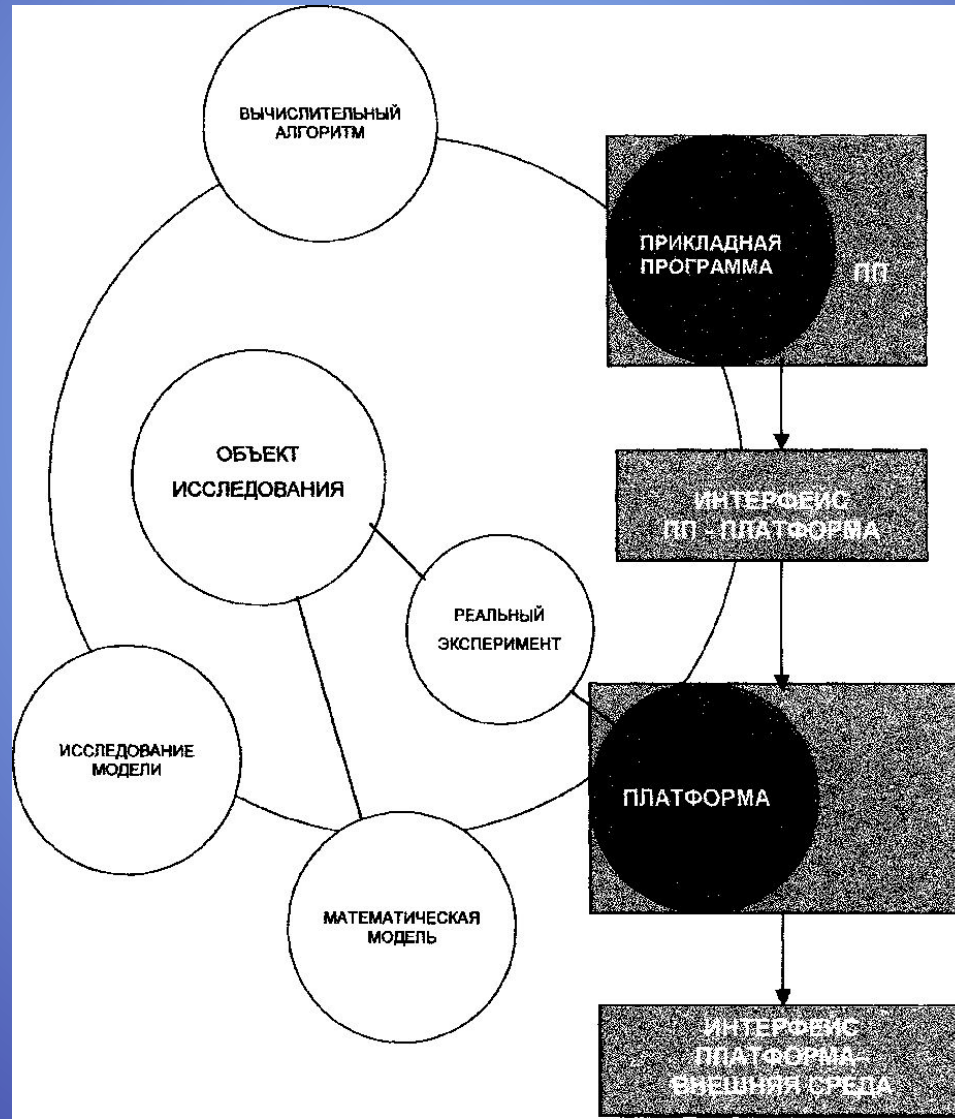 ВЫЧИСЛИТЕЛЬНЫЙ
АЛГОРИТМ
ПРИКЛАДНАЯ
ПРОГРАММА
ПП
ОБЪЕКТ
ИССЛЕДОВАНИЯ
ИНТЕРФЕЙС
ПП - ПЛАТФОРМА
РЕАЛЬНЫЙ
ЭКСПЕРИМЕНТ
ИССЛЕДОВАНИЕ
МОДЕЛИ
ПЛАТФОРМА
МАТЕМАТИЧЕСКАЯ
МОДЕЛЬ
ИНТЕРФЕЙС
ПЛАТФОРМА–
ВНЕШНЯЯ СРЕДА